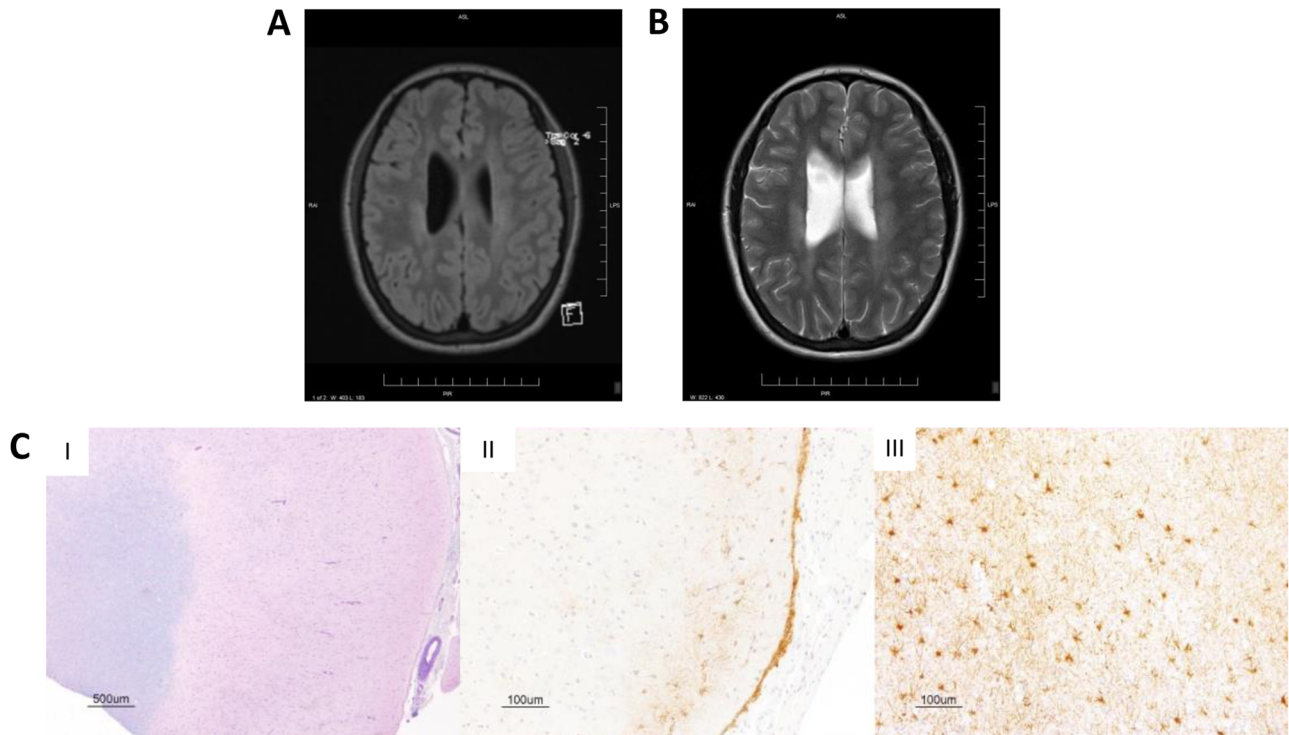 A
B
ASL
ASL
RAI
LPS
RAI
LPS
F
PIR
PIR
1 of 2 W: 403 L: 183
W: 822 L: 430
C
I
II
III
500um
100um
100um